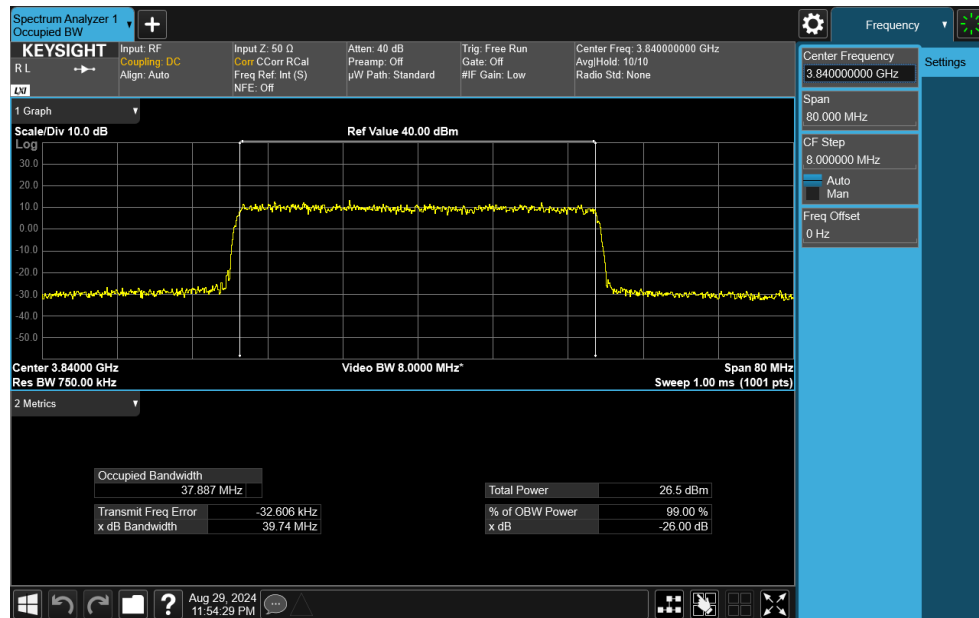 Spectrum Analyzer 1
Occupied BW
Frequency
KEYSIGHT
R L
LXI
Input: RF
Coupling: DC
Align: Auto
Input Z: 50 Ω
Corr CCorr RCal
Freq Ref: Int (S)
NFE: Off
Atten: 40 dB
Preamp: Off
µW Path: Standard
Trig: Free Run
Gate: Off
#IF Gain: Low
Center Freq: 3.840000000 GHz
Avg|Hold: 10/10
Radio Std: None
Center Frequency
3.840000000 GHz
Settings
Span
80.000 MHz
CF Step
8.000000 MHz
Auto
Man
Freq Offset
0 Hz
1 Graph
Scale/Div 10.0 dB
Ref Value 40.00 dBm
Log
30.0
20.0
10.0
0.00
-10.0
-20.0
-30.0
-40.0
-50.0
Center 3.84000 GHz
Video BW 8.0000 MHz*
Span 80 MHz
Res BW 750.00 kHz
Sweep 1.00 ms (1001 pts)
2 Metrics
Occupied Bandwidth
37.887 MHz
Total Power 26.5 dBm
Transmit Freq Error -32.606 kHz
% of OBW Power 99.00 %
x dB Bandwidth 39.74 MHz
x dB -26.00 dB
Aug 29, 2024
11:54:29 PM